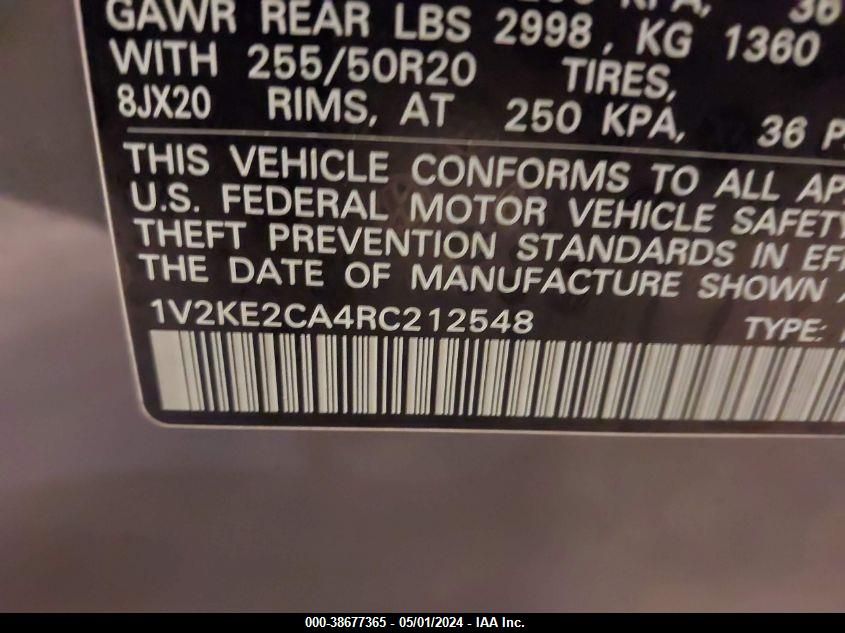 KPA, 36
GAWR REAR LBS 2998, KG 1360
WITH 255/50R20 TIRES,
8JX20 RIMS, AT 250 KPA, 36
THIS VEHICLE CONFORMS TO ALL
U.S. FEDERAL MOTOR VEHICLE SAFETY
THEFT PREVENTION STANDARDS IN
THE DATE OF MANUFACTURE SHOWN
1V2KE2CA4RC212548 TYPE:
000-38677365 - 05/01/2024 - IAA Inc.